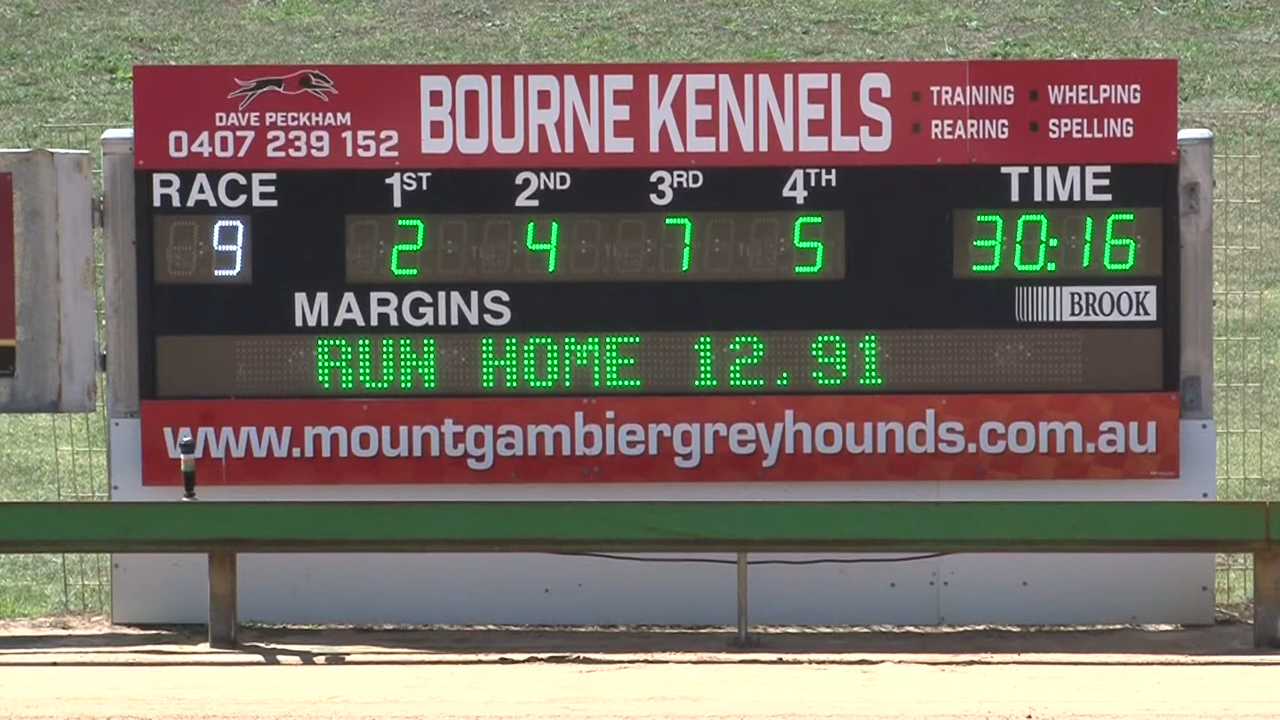 DAVE PECKHAM
0407 239 152
BOURNE KENNELS
TRAINING WHELPING
REARING SPELLING
RACE 1ST 2ND 3RD 4TH TIME
9 2 4 7 5 30:16
MARGINS
BROOK
RUN HOME 12.91
www.mountgambiergreyhounds.com.au